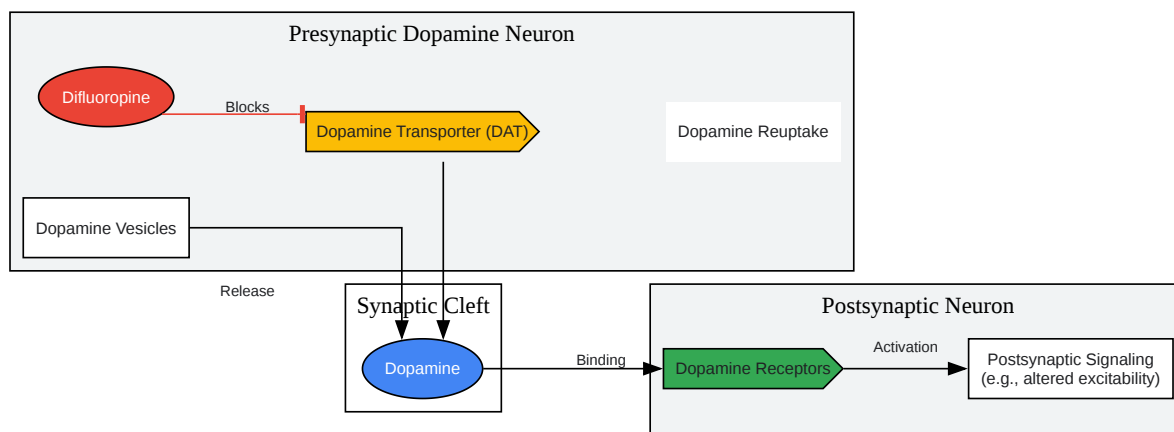 Presynaptic Dopamine Neuron
Difluoropine
Blocks
Dopamine Transporter (DAT)
Dopamine Reuptake
Dopamine Vesicles
Release
Synaptic Cleft
Dopamine
Binding
Postsynaptic Neuron
Dopamine Receptors
Activation
Postsynaptic Signaling
(e.g., altered excitability)